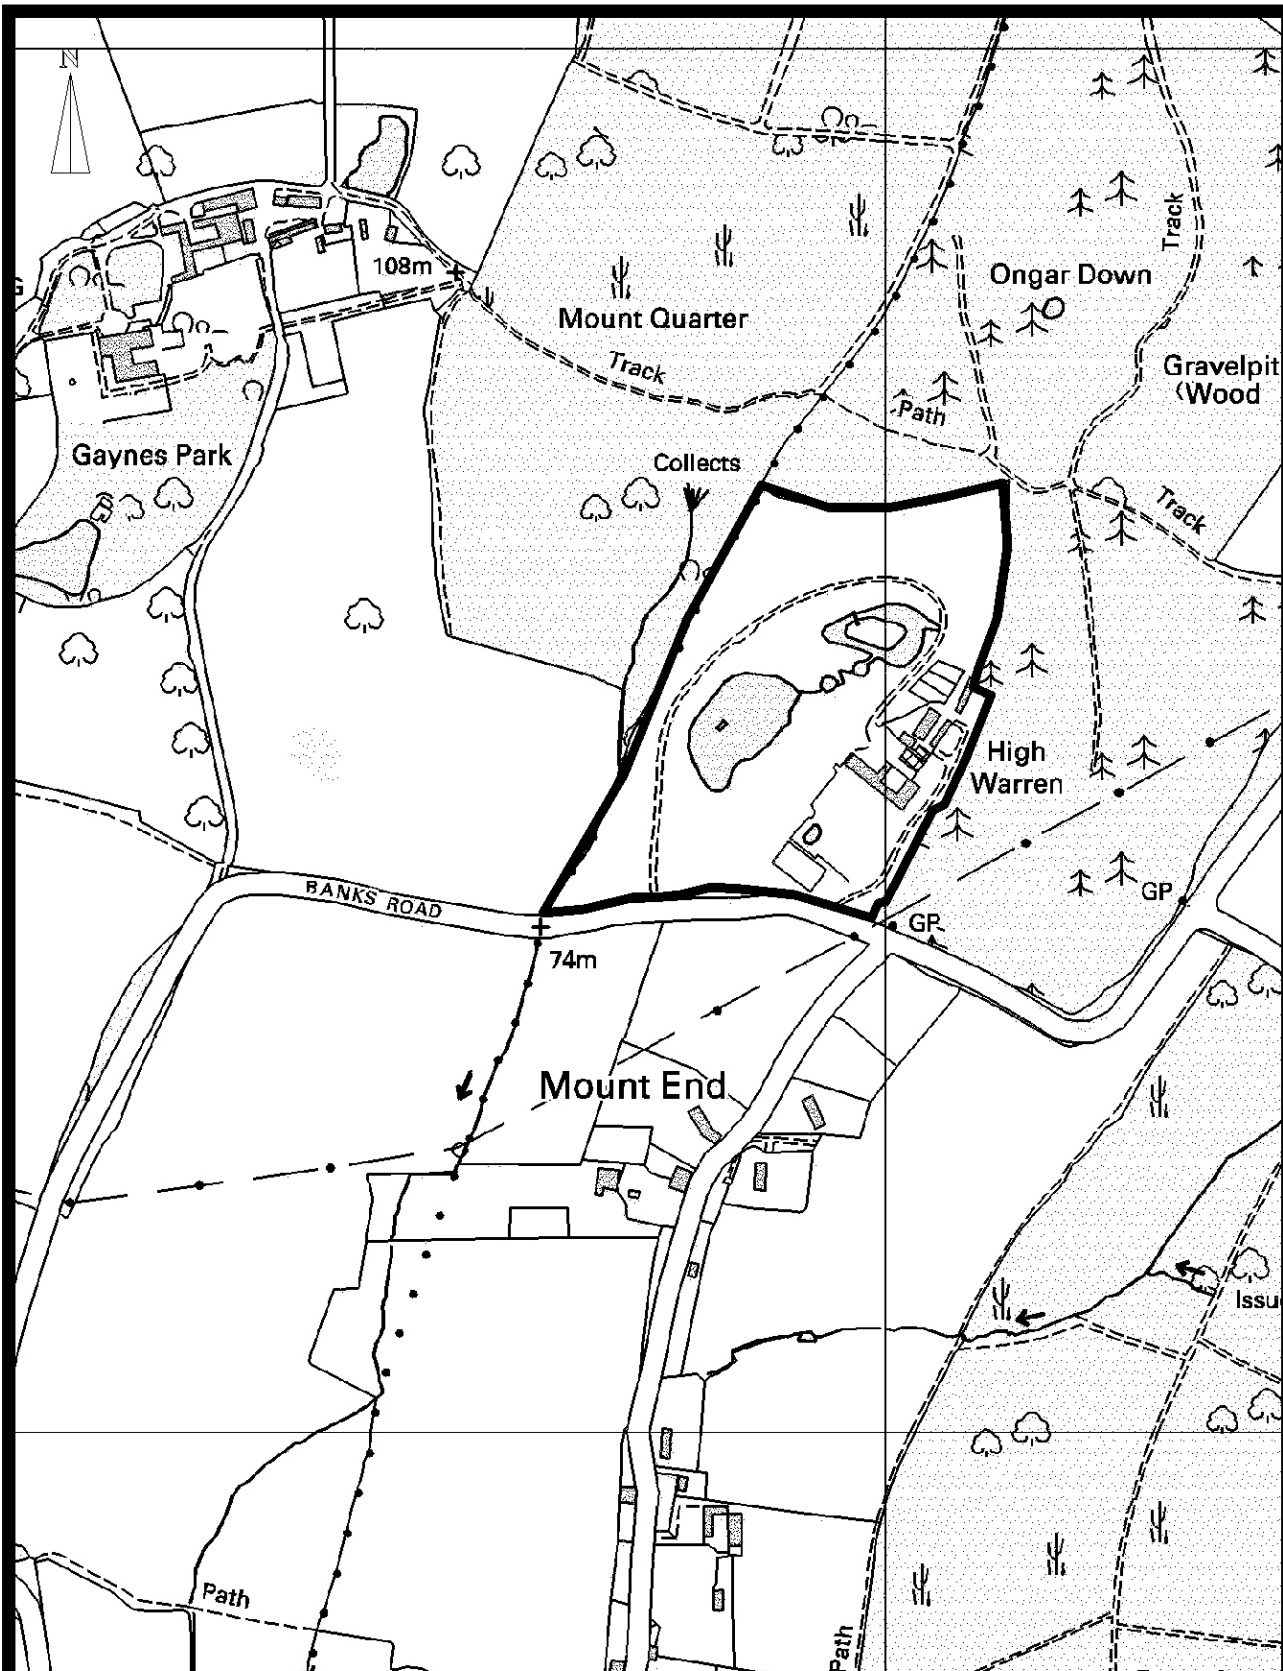 N
108m
Mount Quarter
Track
Ongar Down
Track
Gravelpit
(Wood
Path
Gaynes Park
Collects
Track
High
Warren
BANKS ROAD
GP
GP
74m
Mount End
Issu
Path
Path